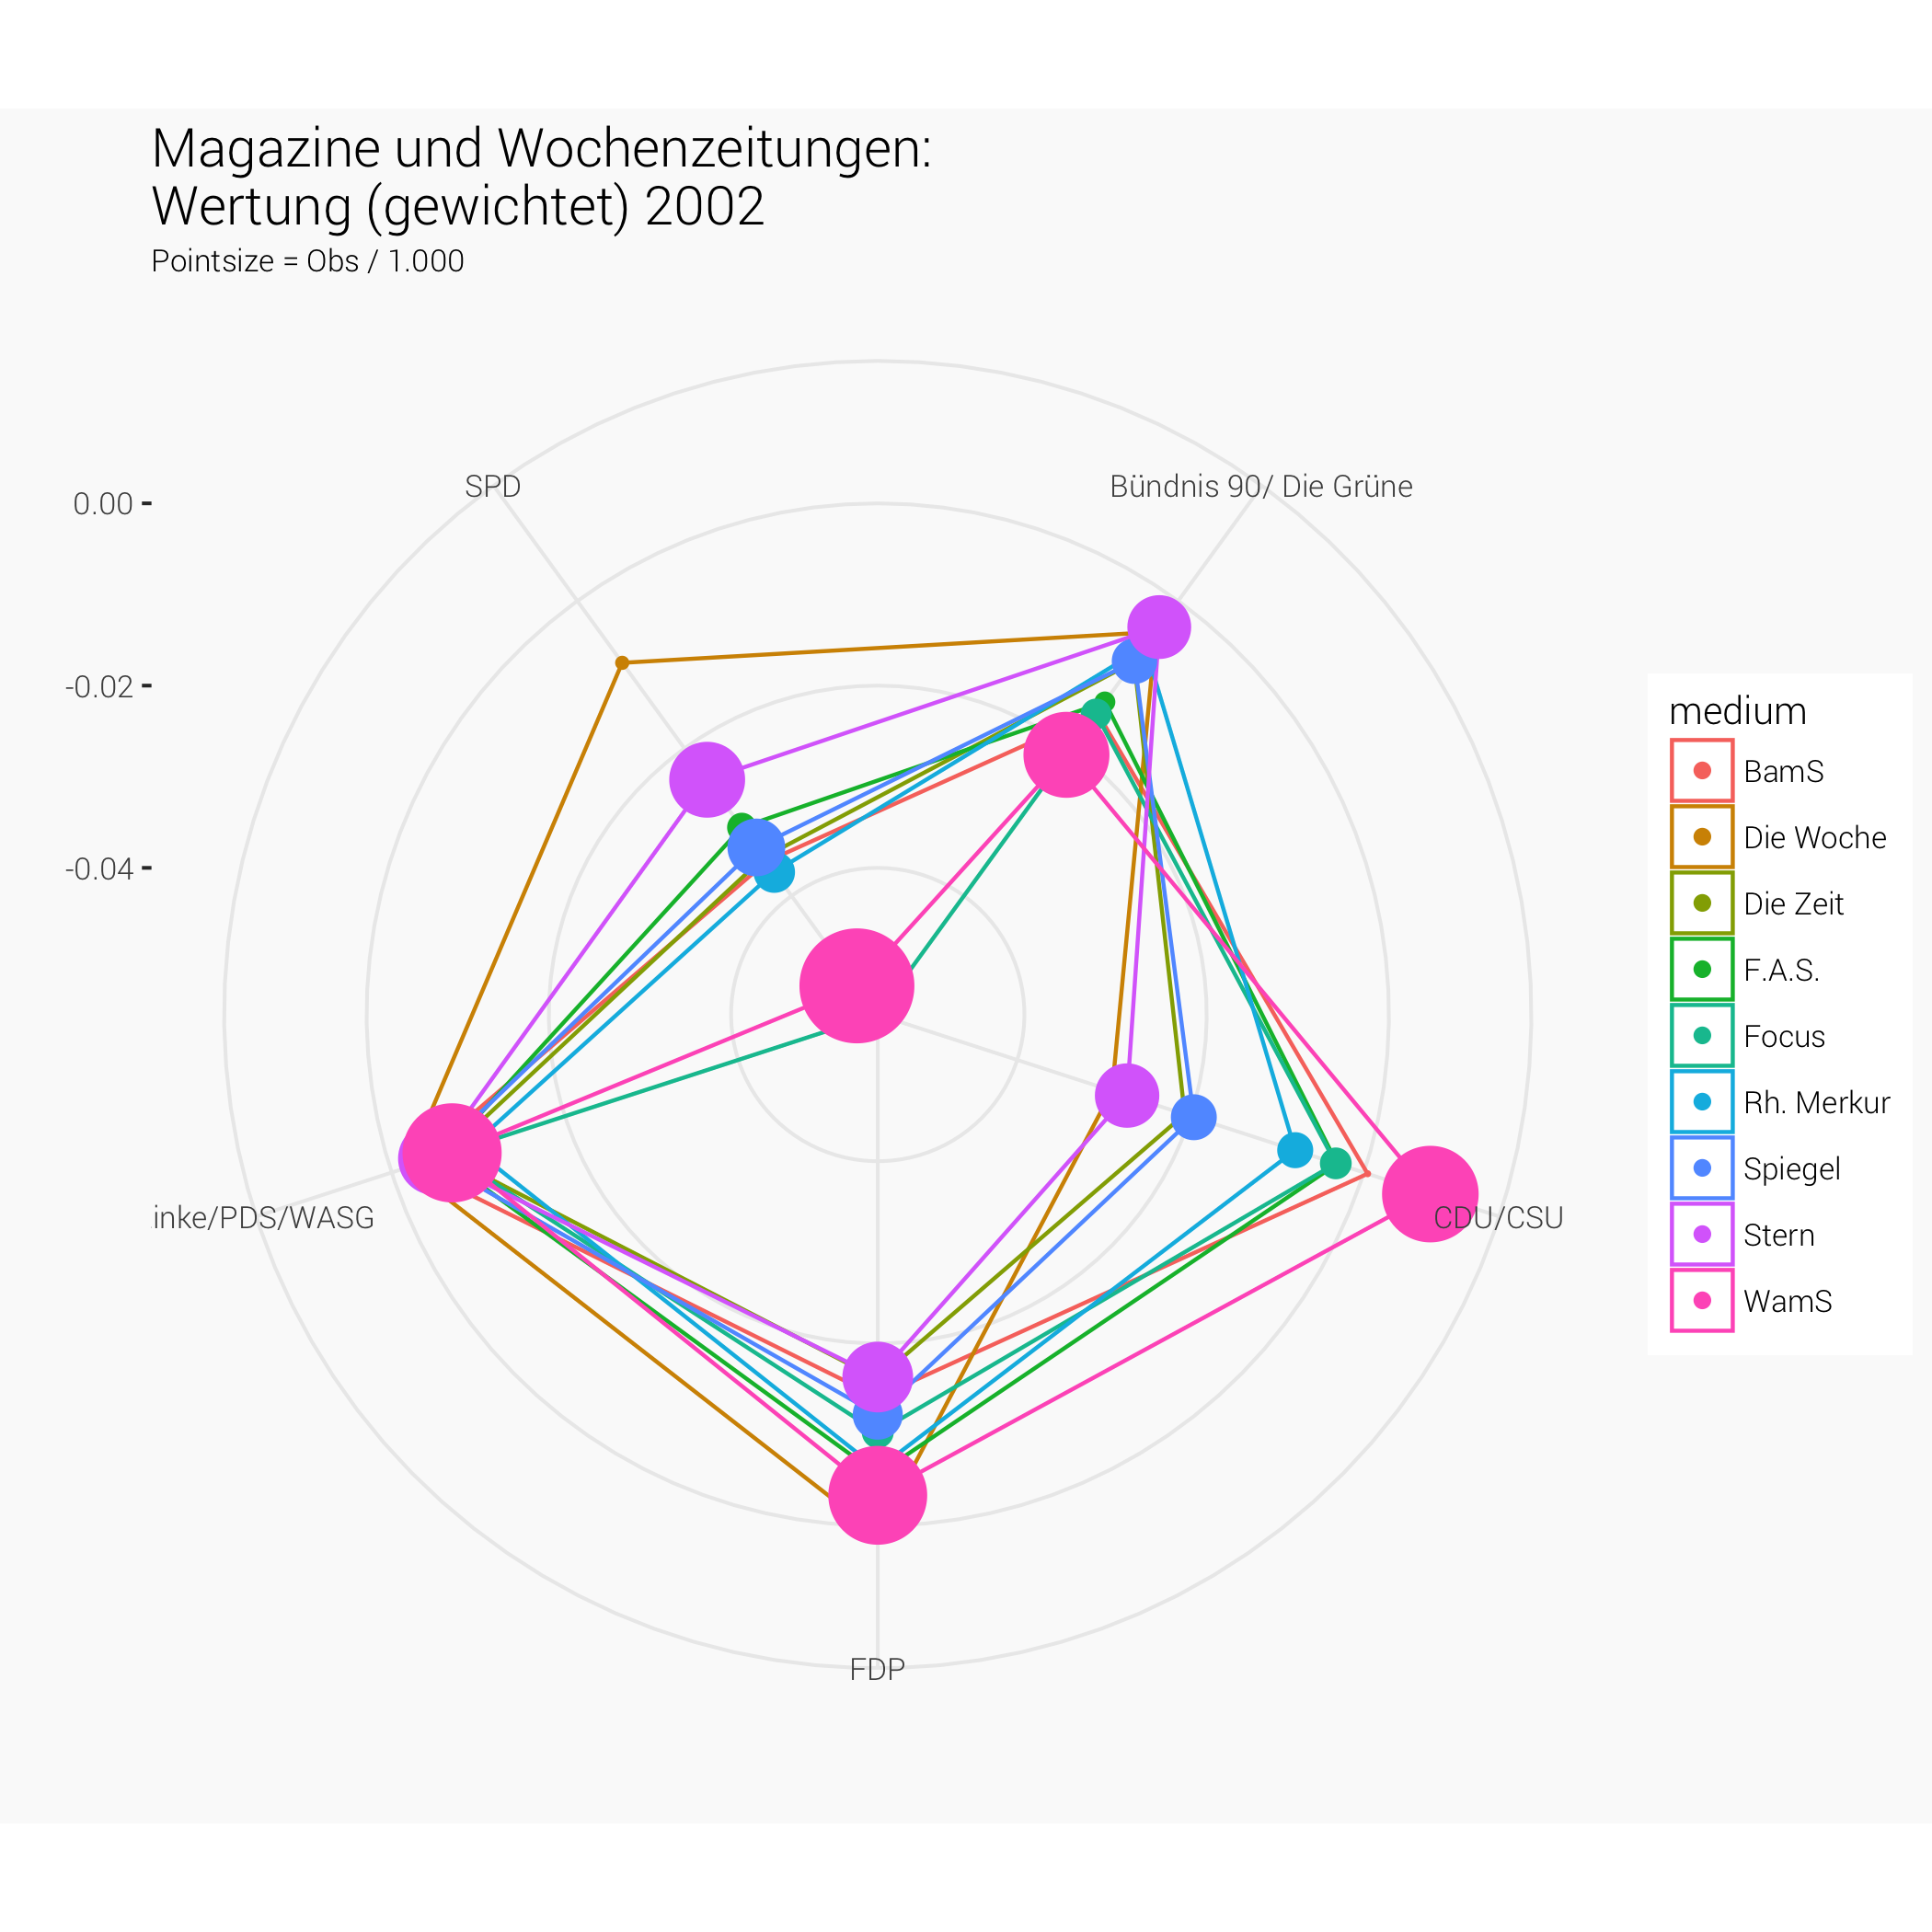 Magazine und Wochenzeitungen:
Wertung (gewichtet) 2002
Pointsize = Obs / 1.000
SPD
Bündnis 90/ Die Grüne
0.00
-0.02
-0.04
inke/PDS/WASG
CDU/CSU
FDP
medium
BamS
Die Woche
Die Zeit
F.A.S.
Focus
Rh. Merkur
Spiegel
Stern
WamS